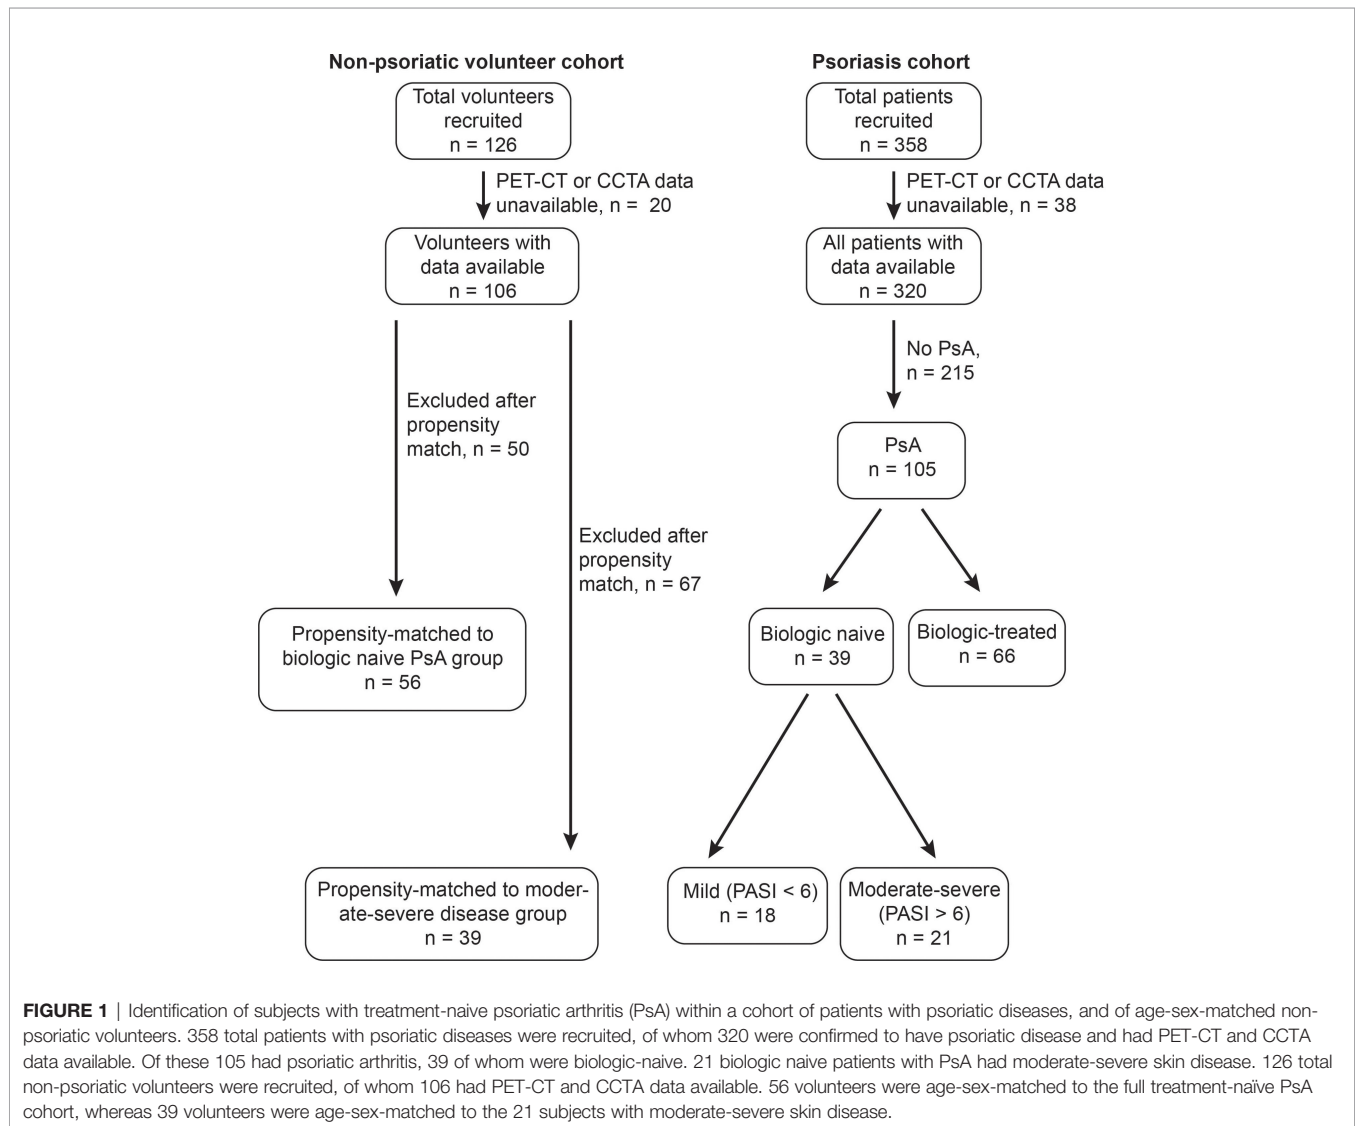 Non-psoriatic volunteer cohort
Total volunteers
recruited
n = 126
PET-CT or CCTA data
unavailable, n = 20
Volunteers with
data available
n = 106
Excluded after
propensity
match, n = 50
Excluded after
propensity
match, n = 67
Propensity-matched to
biologic naive PsA group
n = 56
Propensity-matched to moder-
ate-severe disease group
n = 39
Psoriasis cohort
Total patients
recruited
n = 358
PET-CT or CCTA data
unavailable, n = 38
All patients with
data available
n = 320
No PsA,
n = 215
PsA
n = 105
Biologic naive
n = 39
Biologic-treated
n = 66
Mild (PASI < 6)
n = 18
Moderate-severe
(PASI > 6)
n = 21
FIGURE 1 | Identification of subjects with treatment-naive psoriatic arthritis (PsA) within a cohort of patients with psoriatic diseases, and of age-sex-matched non-
psoriatic volunteers. 358 total patients with psoriatic diseases were recruited, of whom 320 were confirmed to have psoriatic disease and had PET-CT and CCTA
data available. Of these 105 had psoriatic arthritis, 39 of whom were biologic-naive. 21 biologic naive patients with PsA had moderate-severe skin disease. 126 total
non-psoriatic volunteers were recruited, of whom 106 had PET-CT and CCTA data available. 56 volunteers were age-sex-matched to the full treatment-naïve PsA
cohort, whereas 39 volunteers were age-sex-matched to the 21 subjects with moderate-severe skin disease.